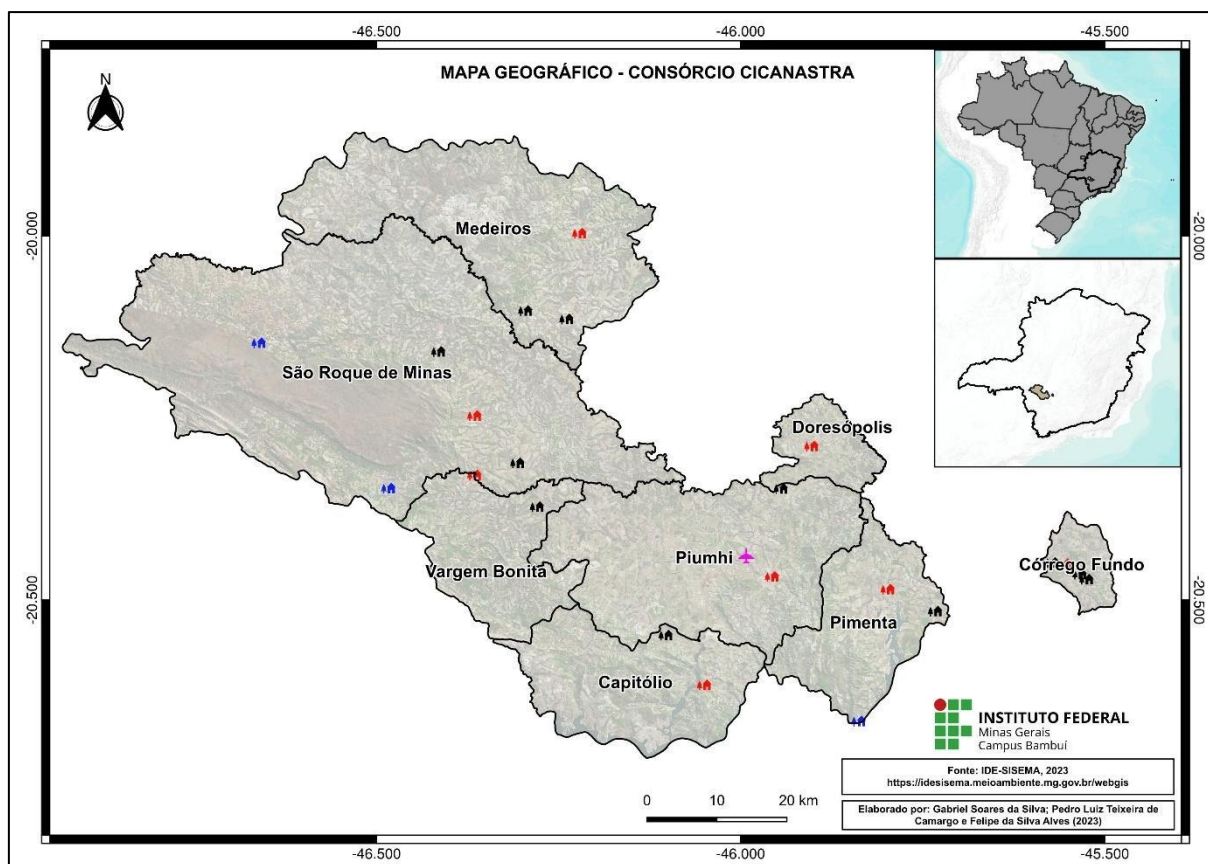 -46.500
-46.000
-45.500
MAPA GEOGRÁFICO - CONSÓRCIO CICANASTRA
N
-20.000
-20.000
Medeiros
São Roque de Minas
Doresópolis
Piumhi
Córrego Fundo
Vargem Bonita
Pimenta
-20.500
-20.500
Capitólio
INSTITUTO FEDERAL
Minas Gerais
Campus Bambuí
Fonte: IDE-SISEMA, 2023
https://idesisema.meioambiente.mg.gov.br/webgis
0 10 20 km
Elaborado por: Gabriel Soares da Silva; Pedro Luiz Teixeira de
Camargo e Felipe da Silva Alves (2023)
-46.500
-46.000
-45.500